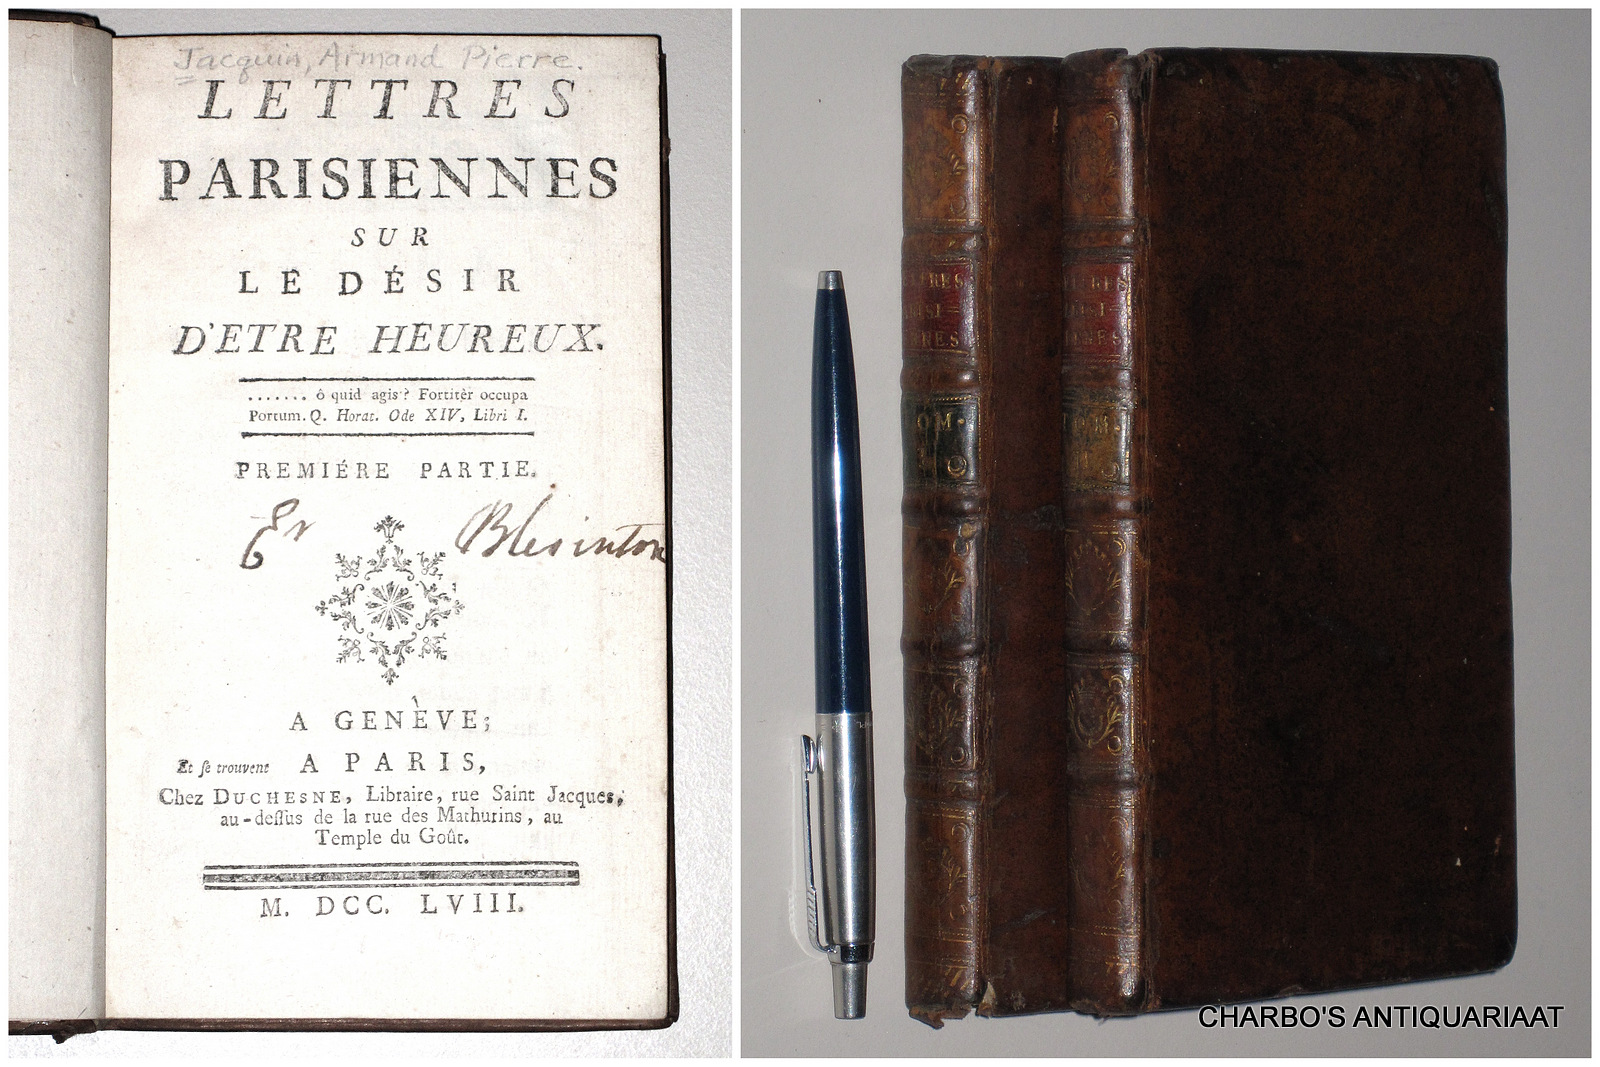 Jacquin, Armand Pierre.
LETTRES
PARISIENNES
SUR
LE DÉSIR
D'ETRE HEUREUX.
....... ô quid agis? Fortitèr occupa
Portum. Q. Horat. Ode XIV, Libri I.
PREMIÉRE PARTIE.
Blesinton
A GENÈVE;
Et se trouvent A PARIS,
Chez DUCHESNE, Libraire, rue Saint Jacques,
au-dessus de la rue des Mathurins, au
Temple du Goût.
M. DCC. LVIII.
CHARBO'S ANTIQUARIAAT